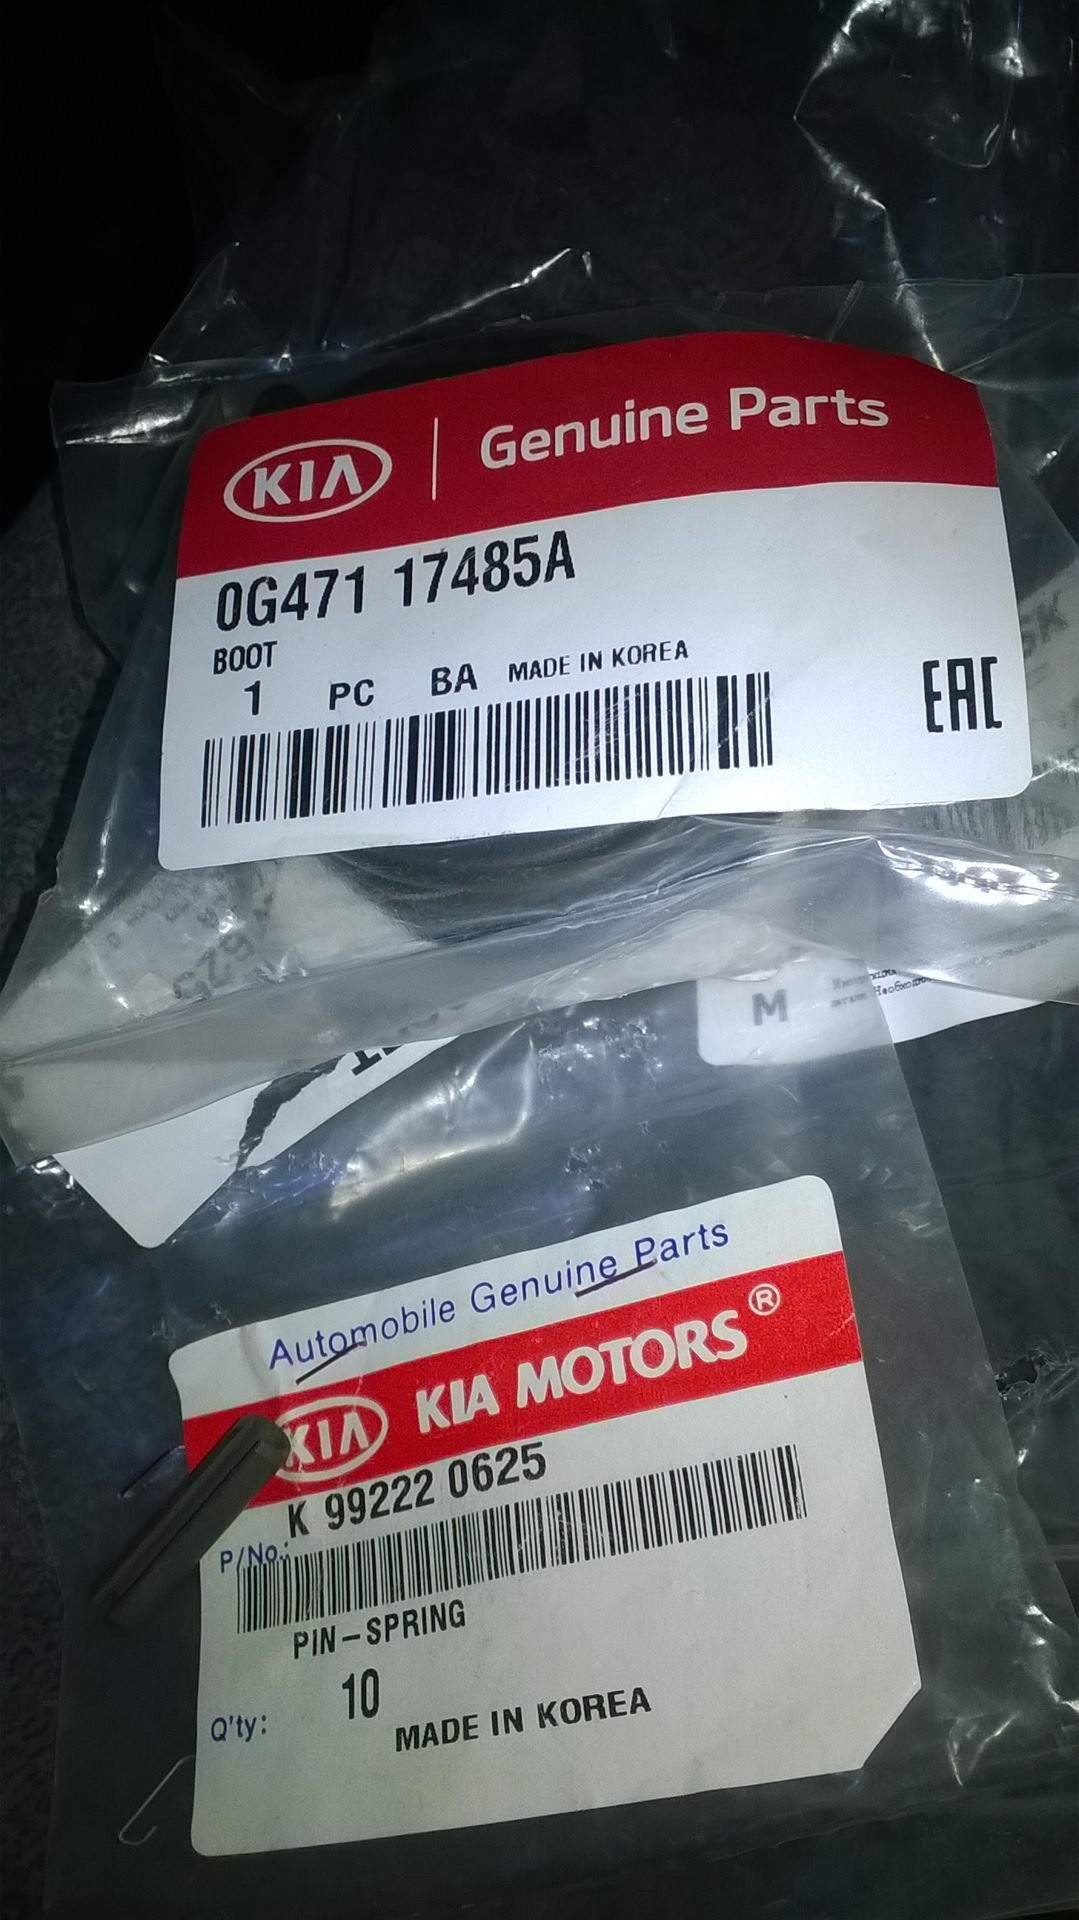 KIA Genuine Parts
0G471 17485A
BOOT
1 PC BA MADE IN KOREA
EAC
M
Automobile Genuine Parts
KIA KIA MOTORS®
K 99222 0625
P/No.:
PIN-SPRING
Q'ty: 10
MADE IN KOREA